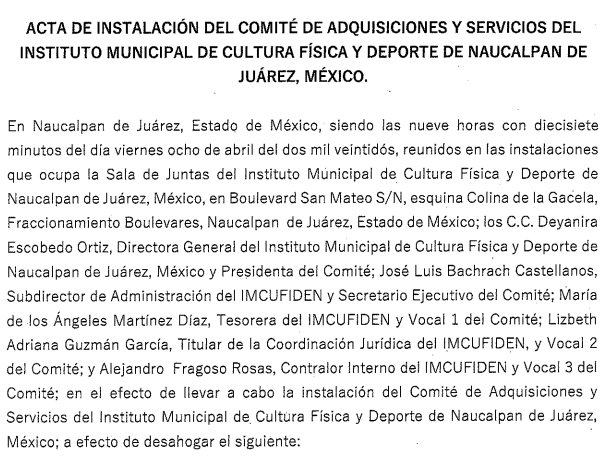 ACTA DE INSTALACIÓN DEL COMITÉ DE ADQUISICIONES Y SERVICIOS DEL
INSTITUTO MUNICIPAL DE CULTURA FÍSICA Y DEPORTE DE NAUCALPAN DE
JUÁREZ, MÉXICO.
En Naucalpan de Juárez, Estado de México, siendo las nueve horas con diecisiete
minutos del día viernes ocho de abril del dos mil veintidós, reunidos en las instalaciones
que ocupa la Sala de Juntas del Instituto Municipal de Cultura Física y Deporte de
Naucalpan de Juárez, México, en Boulevard San Mateo S/N, esquina Colina de la Gacela,
Fraccionamiento Boulevares, Naucalpan de Juárez, Estado de México; los C.C. Deyanira
Escobedo Ortiz, Directora General del Instituto Municipal de Cultura Física y Deporte de
Naucalpan de Juárez, México y Presidenta del Comité; José Luis Bachrach Castellanos,
Subdirector de Administración del IMCUFIDEN y Secretario Ejecutivo del Comité; María
de los Ángeles Martínez Díaz, Tesorera del IMCUFIDEN y Vocal 1 del Comité; Lizbeth
Adriana Guzmán García, Titular de la Coordinación Jurídica del IMCUFIDEN, y Vocal 2
del Comité; y Alejandro Fragoso Rosas, Contralor Interno del IMCUFIDEN y Vocal 3 del
Comité; en el efecto de llevar a cabo la instalación del Comité de Adquisiciones y
Servicios del Instituto Municipal de Cultura Física y Deporte de Naucalpan de Juárez,
México; a efecto de desahogar el siguiente: